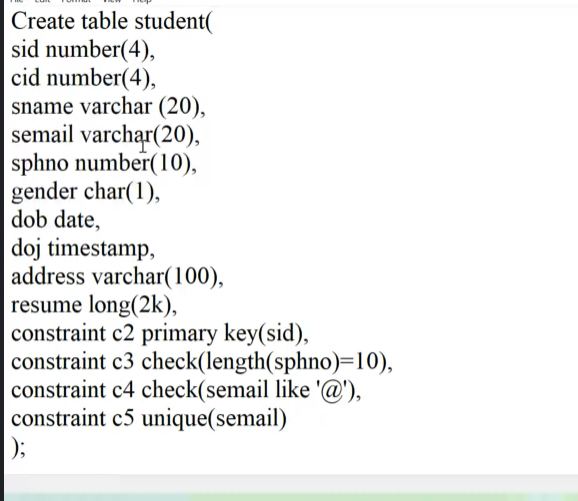 Create table student(
sid number(4),
cid number(4),
sname varchar (20),
semail varchar(20),
sphno number(10),
gender char(1),
dob date,
doj timestamp,
address varchar(100),
resume long(2k),
constraint c2 primary key(sid),
constraint c3 check(length(sphno)=10),
constraint c4 check(semail like '@'),
constraint c5 unique(semail)
);